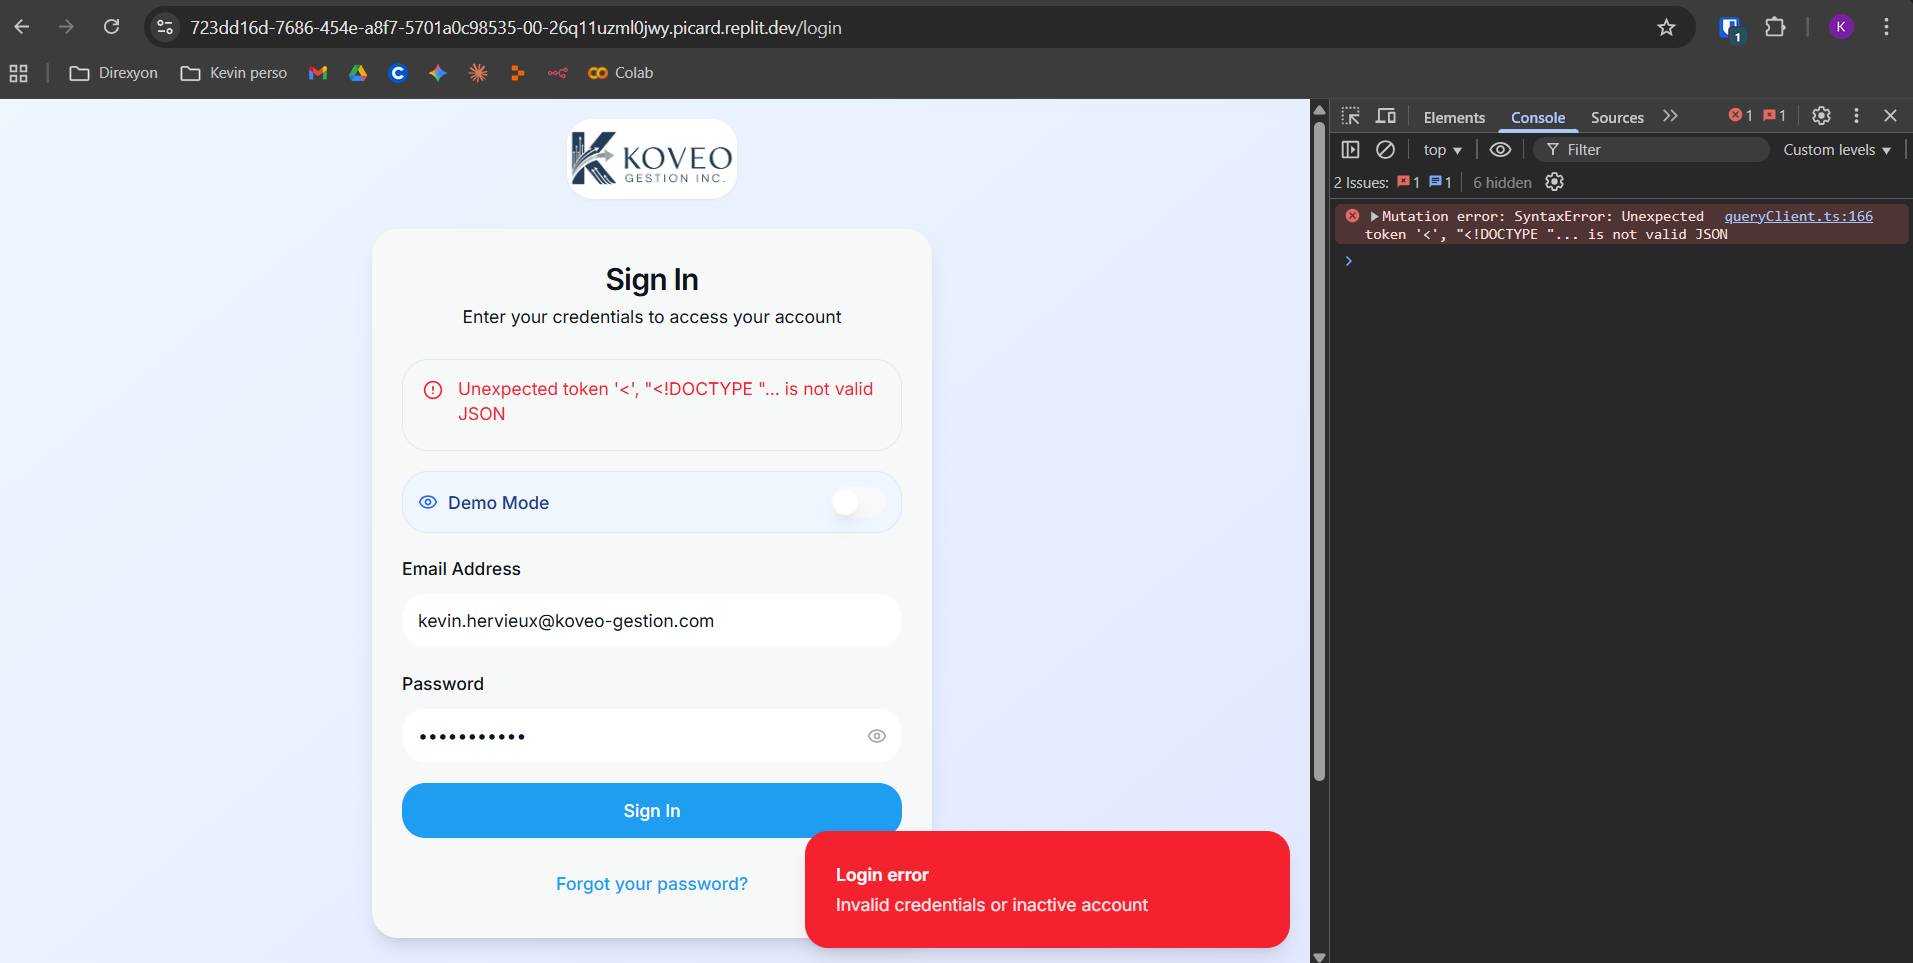 723dd16d-7686-454e-a8f7-5701a0c98535-00-26q11uzml0jwy.picard.replit.dev/login
1
K
Direxyon
Kevin perso
Colab
KOVEO
GESTION INC.
Sign In
Enter your credentials to access your account
Unexpected token '<', "<!DOCTYPE "... is not valid
JSON
Demo Mode
Email Address
kevin.hervieux@koveo-gestion.com
Password
•••••••••••
Sign In
Forgot your password?
Login error
Invalid credentials or inactive account
Elements Console Sources 1 1
top Filter Custom levels
2 Issues: 1 1 6 hidden
Mutation error: SyntaxError: Unexpected queryClient.ts:166
token '<', "<!DOCTYPE "... is not valid JSON